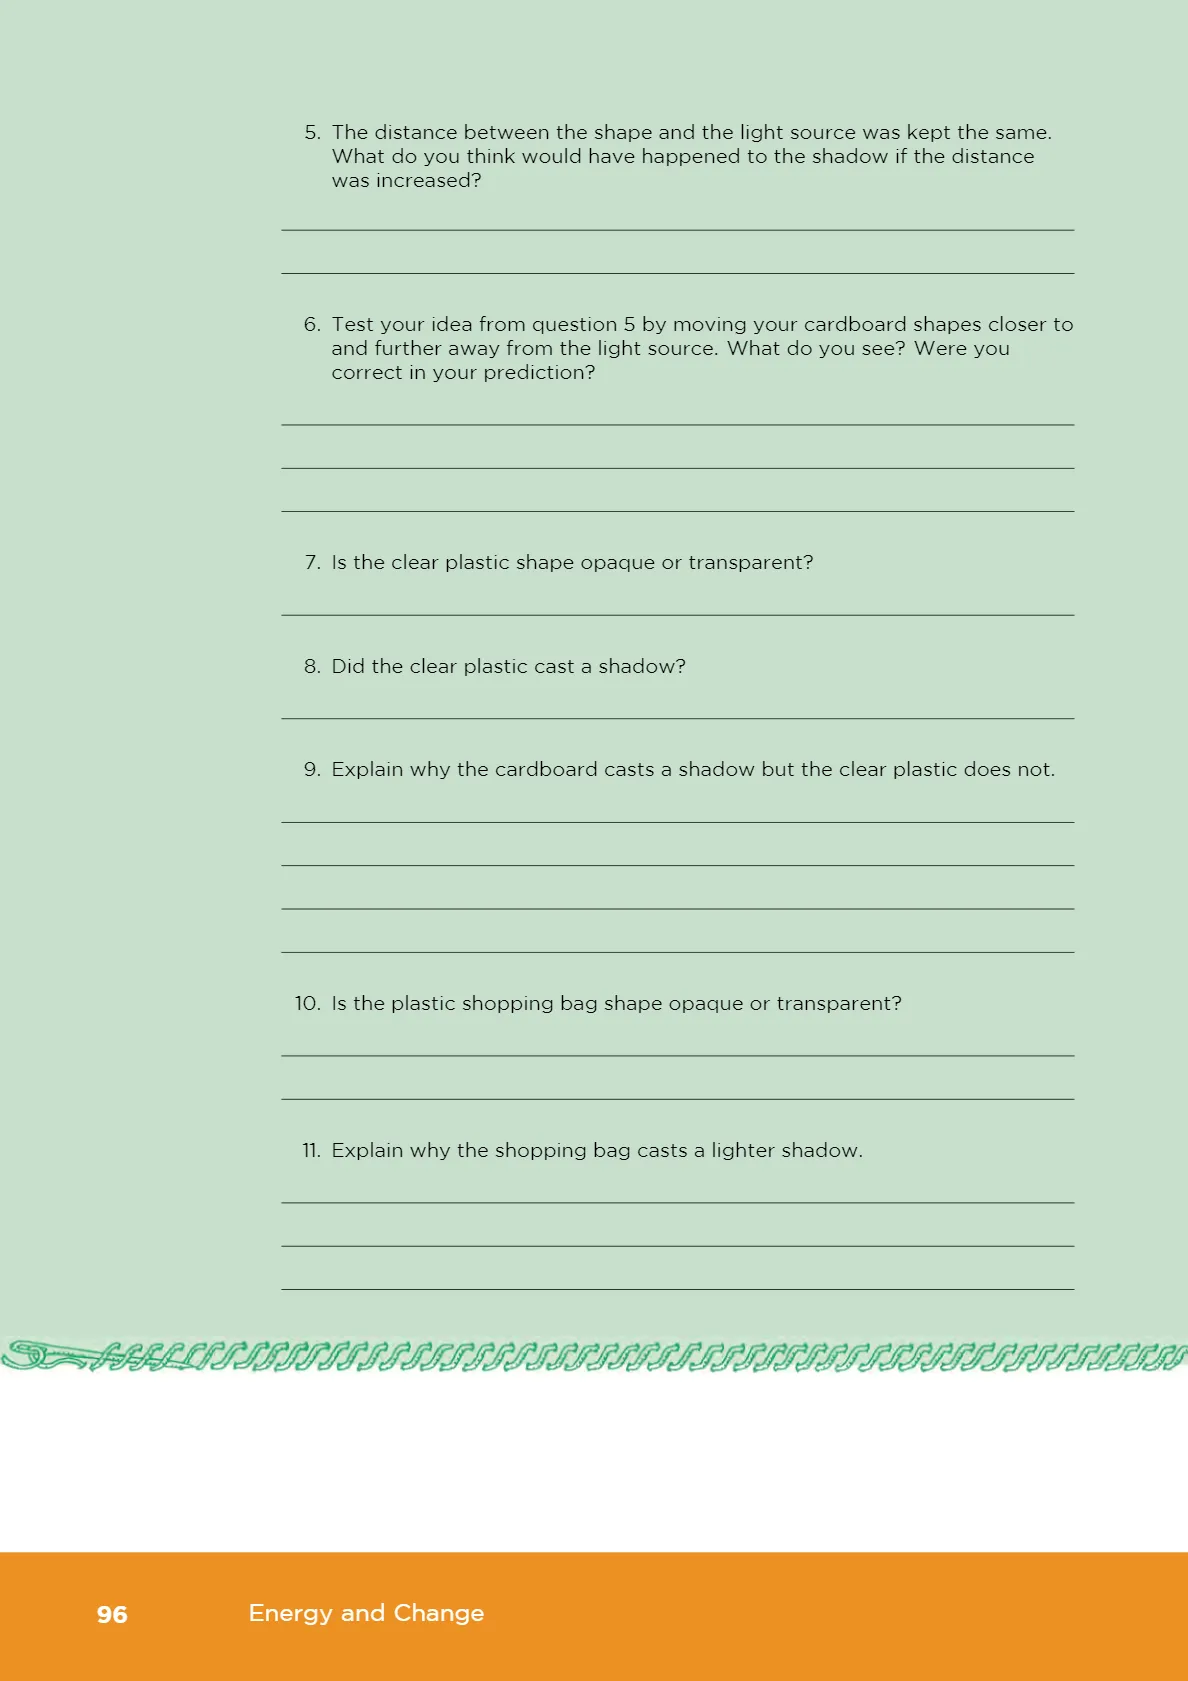 5. The distance between the shape and the light source was kept the same.
What do you think would have happened to the shadow if the distance
was increased?
6. Test your idea from question 5 by moving your cardboard shapes closer to
and further away from the light source. What do you see? Were you
correct in your prediction?
7. Is the clear plastic shape opaque or transparent?
8. Did the clear plastic cast a shadow?
9. Explain why the cardboard casts a shadow but the clear plastic does not.
10. Is the plastic shopping bag shape opaque or transparent?
11. Explain why the shopping bag casts a lighter shadow.
96 Energy and Change